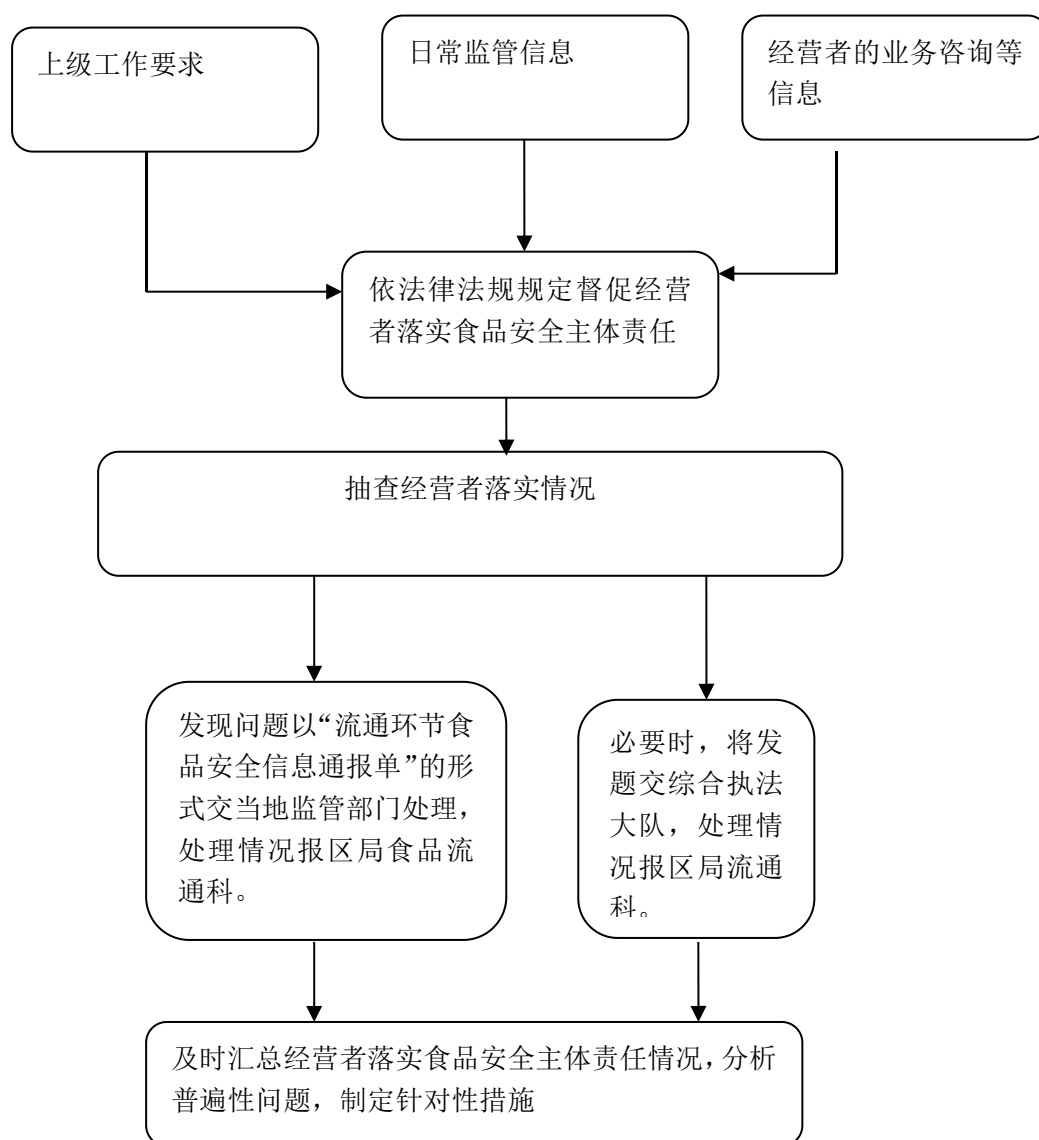 上级工作要求
日常监管信息
经营者的业务咨询等
信息
依法律法规规定督促经营
者落实食品安全主体责任
抽查经营者落实情况
发现问题以“流通环节食
品安全信息通报单”的形
式交当地监管部门处理，
处理情况报区局食品流
通科。
必要时，将发
题交综合执法
大队，处理情
况报区局流通
科。
及时汇总经营者落实食品安全主体责任情况，分析
普遍性问题，制定针对性措施